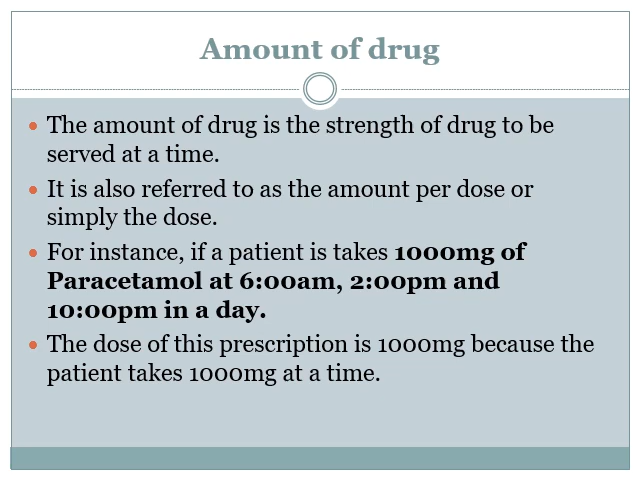 Amount of drug
The amount of drug is the strength of drug to be
served at a time.
It is also referred to as the amount per dose or
simply the dose.
For instance, if a patient is takes 1000mg of
Paracetamol at 6:00am, 2:00pm and
10:00pm in a day.
The dose of this prescription is 1000mg because the
patient takes 1000mg at a time.